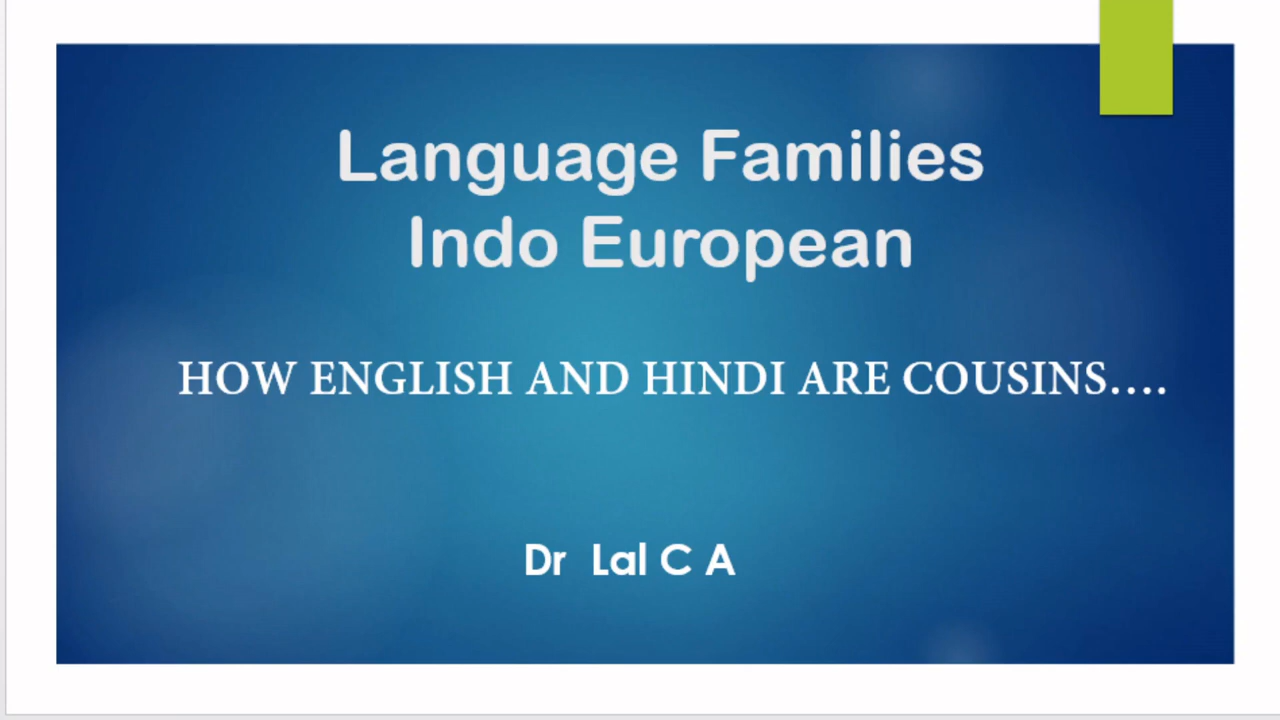 Language Families
Indo European
HOW ENGLISH AND HINDI ARE COUSINS....
Dr Lal C A